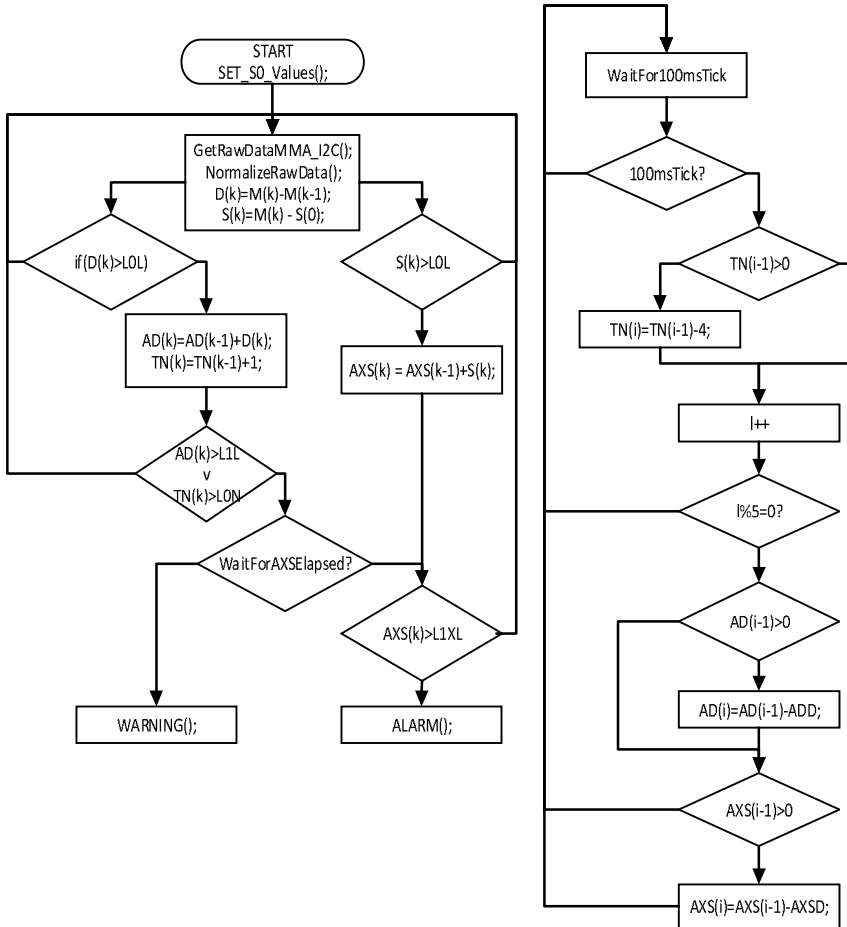 START
SET_S0_Values();
GetRawDataMMA_I2C();
NormalizeRawData();
D(k)=M(k)-M(k-1);
S(k)=M(k) - S(0);
if(D(k)>L0L)
S(k)>L0L
AD(k)=AD(k-1)+D(k);
TN(k)=TN(k-1)+1;
AXS(k) = AXS(k-1)+S(k);
AD(k)>L1L
v
TN(k)>L0N
WaitForAXSElapsed?
AXS(k)>L1XL
WARNING();
ALARM();
WaitFor100msTick
100msTick?
TN(i-1)>0
TN(i)=TN(i-1)-4;
I++
I%5=0?
AD(i-1)>0
AD(i)=AD(i-1)-ADD;
AXS(i-1)>0
AXS(i)=AXS(i-1)-AXSD;